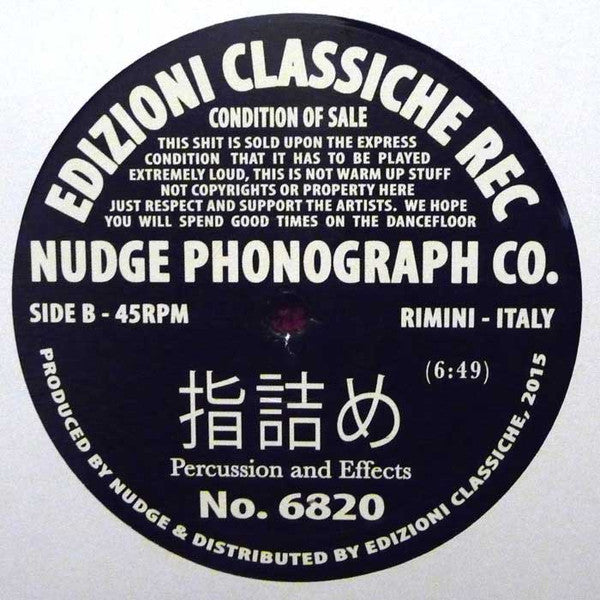 EDIZIONI CLASSICHE REC
CONDITION OF SALE
THIS SHIT IS SOLD UPON THE EXPRESS
CONDITION THAT IT HAS TO BE PLAYED
EXTREMELY LOUD, THIS IS NOT WARM UP STUFF
NOT COPYRIGHTS OR PROPERTY HERE
JUST RESPECT AND SUPPORT THE ARTISTS. WE HOPE
YOU WILL SPEND GOOD TIMES ON THE DANCEFLOOR
NUDGE PHONOGRAPH CO.
SIDE B - 45RPM
RIMINI - ITALY
(6:49)
指詰め
Percussion and Effects
No. 6820
PRODUCED BY NUDGE & DISTRIBUTED BY EDIZIONI CLASSICHE, 2015